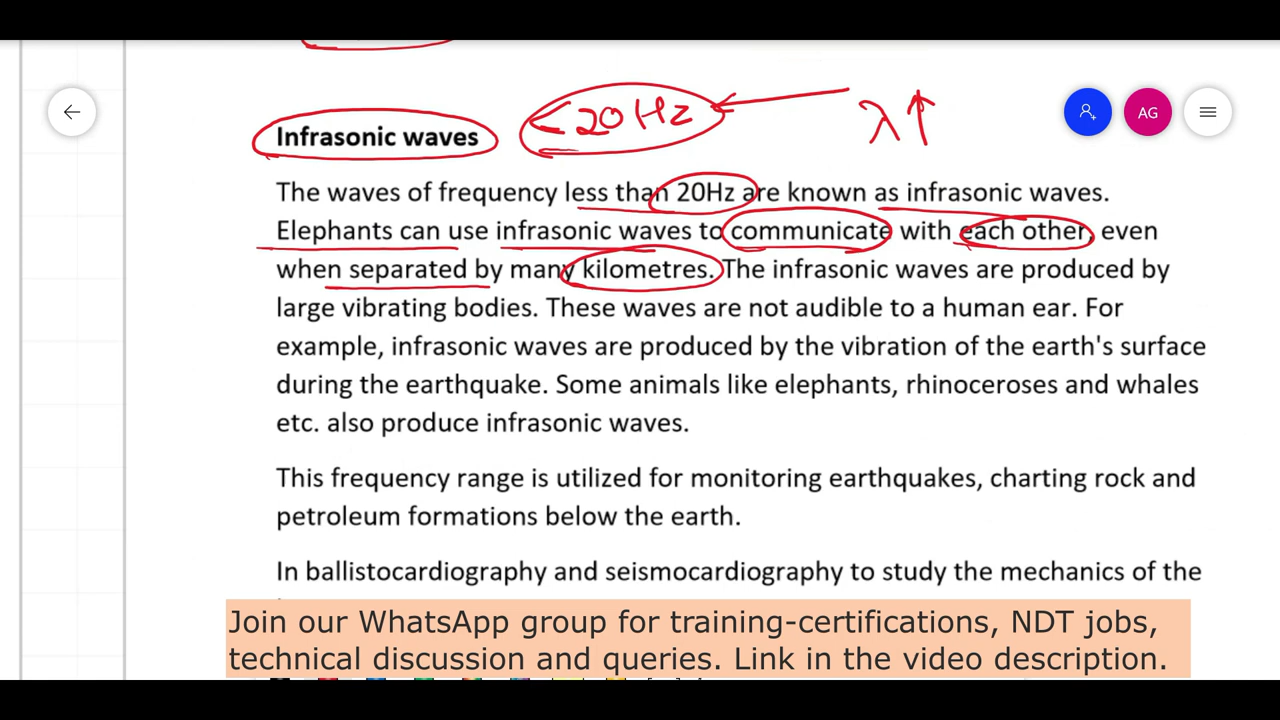 < 20 Hz
λ↑
AG
Infrasonic waves
The waves of frequency less than 20Hz are known as infrasonic waves.
Elephants can use infrasonic waves to communicate with each other, even
when separated by many kilometres. The infrasonic waves are produced by
large vibrating bodies. These waves are not audible to a human ear. For
example, infrasonic waves are produced by the vibration of the earth's surface
during the earthquake. Some animals like elephants, rhinoceroses and whales
etc. also produce infrasonic waves.
This frequency range is utilized for monitoring earthquakes, charting rock and
petroleum formations below the earth.
In ballistocardiography and seismocardiography to study the mechanics of the
Join our WhatsApp group for training-certifications, NDT jobs,
technical discussion and queries. Link in the video description.